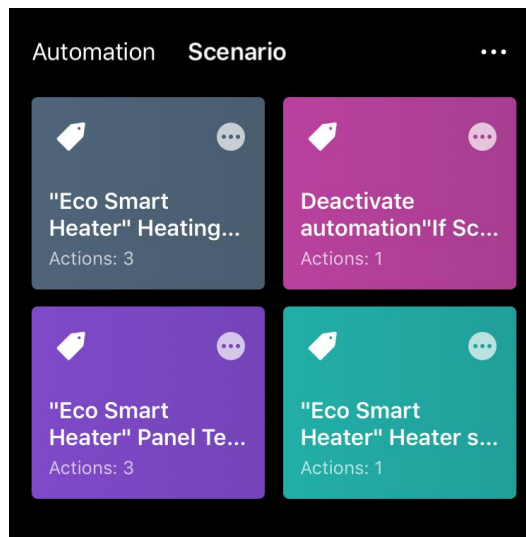 Automation Scenario
"Eco Smart
Heater" Heating...
Actions: 3
Deactivate
automation"If Sc...
Actions: 1
"Eco Smart
Heater" Panel Te...
Actions: 3
"Eco Smart
Heater" Heater s...
Actions: 1